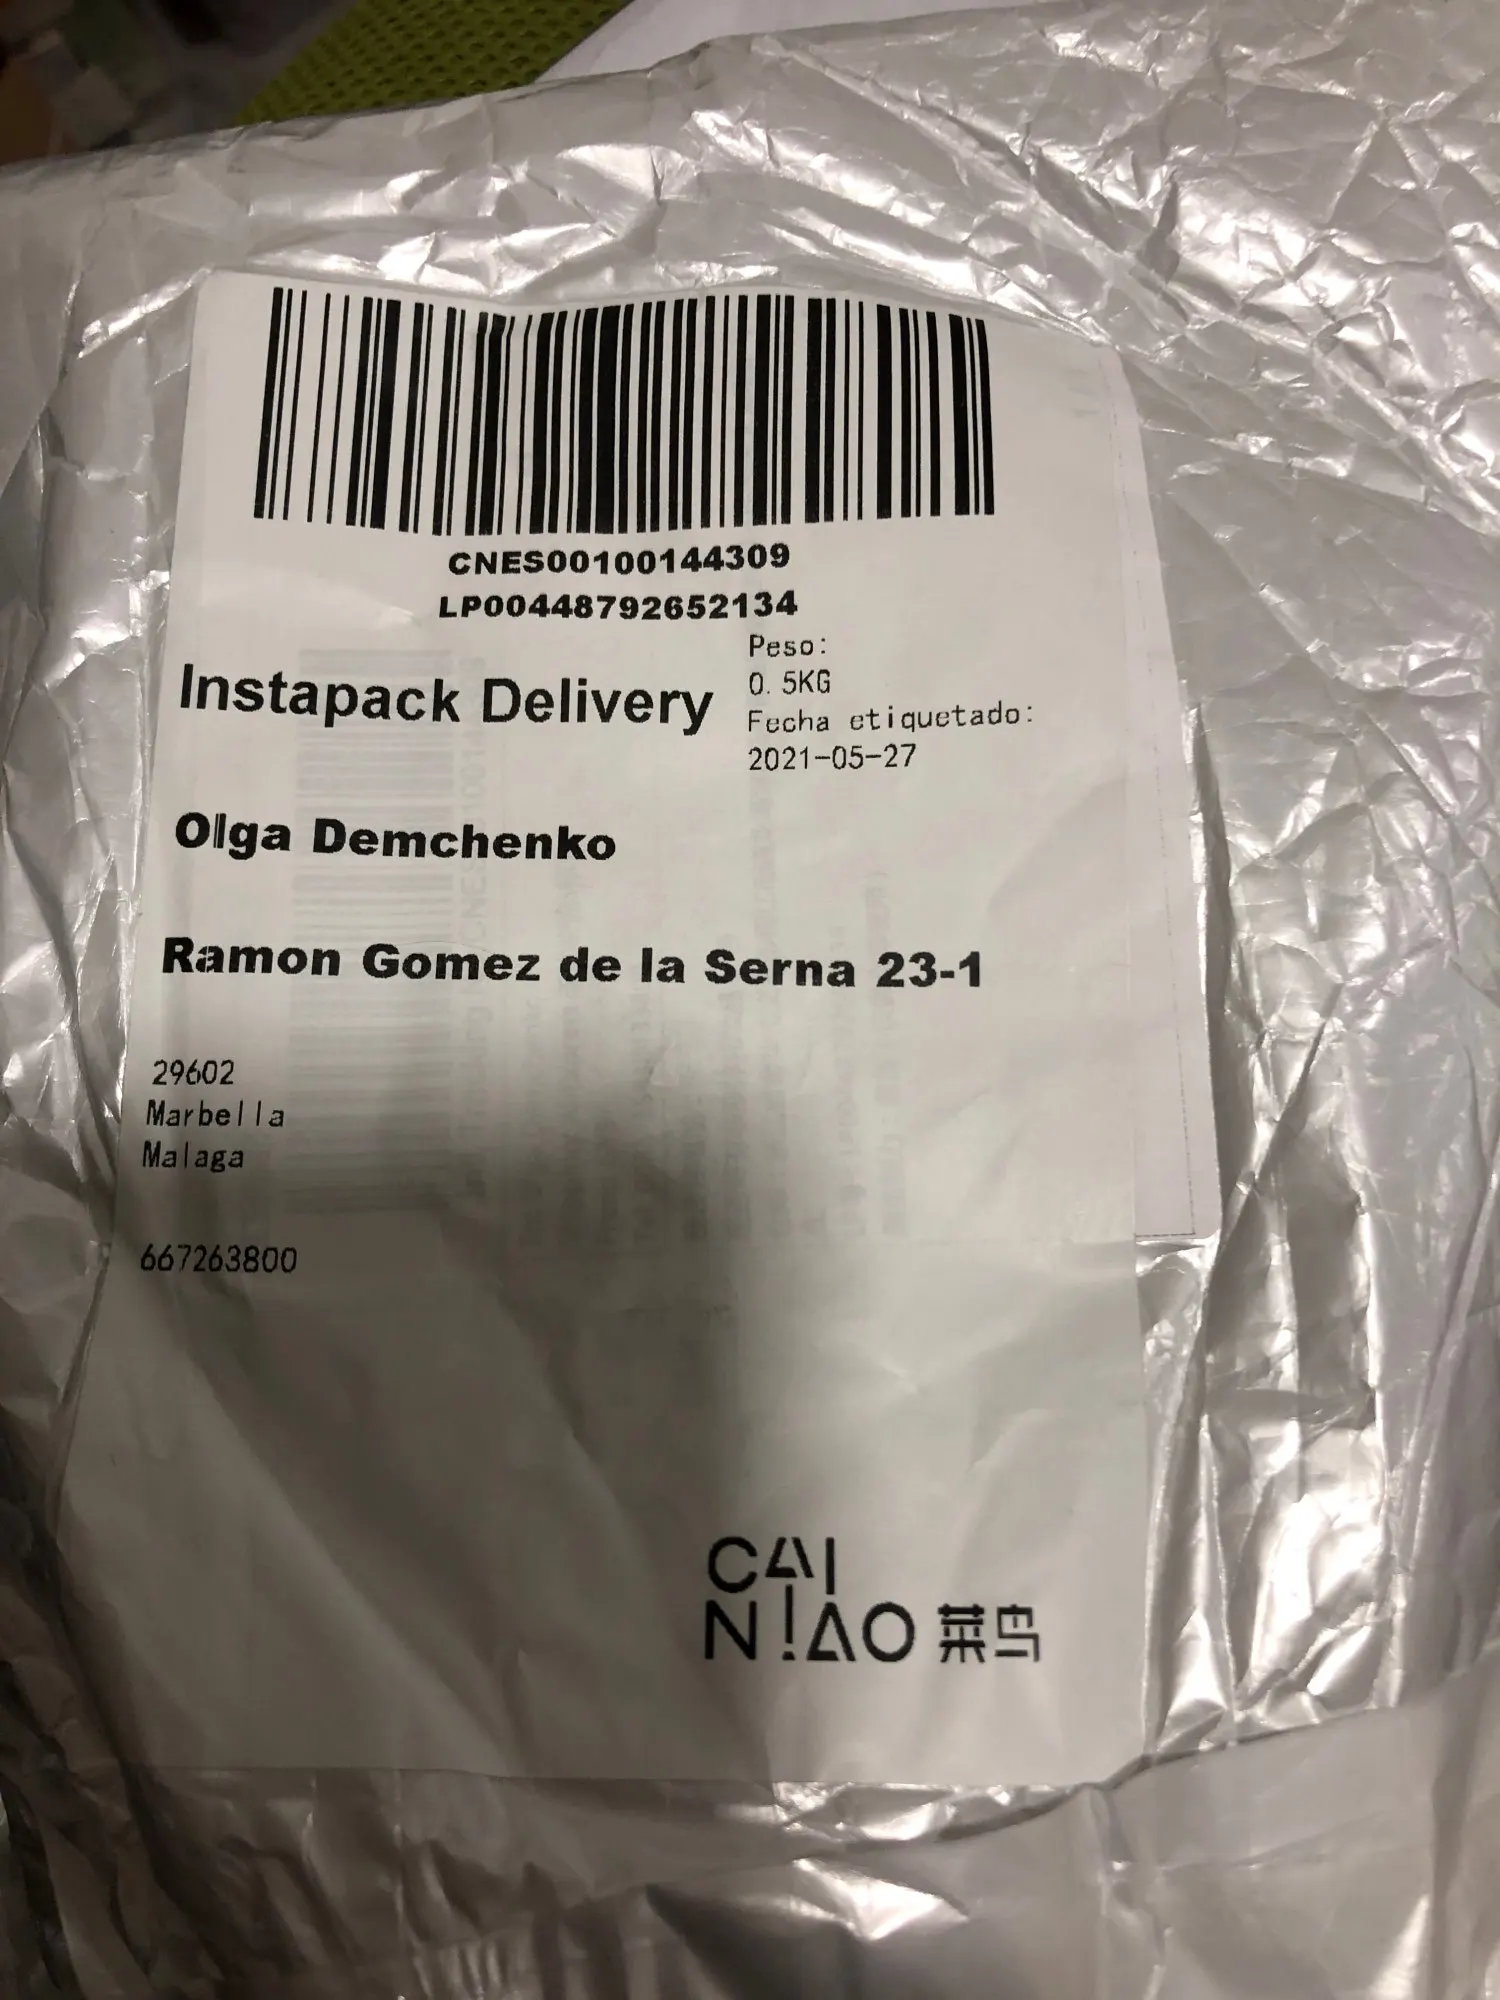 CNES00100144309
LP00448792652134
Instapack Delivery
Peso:
0.5KG
Fecha etiquetado:
2021-05-27
Olga Demchenko
Ramon Gomez de la Serna 23-1
29602
Marbella
Malaga
667263800
CAI
NIAO 菜鸟